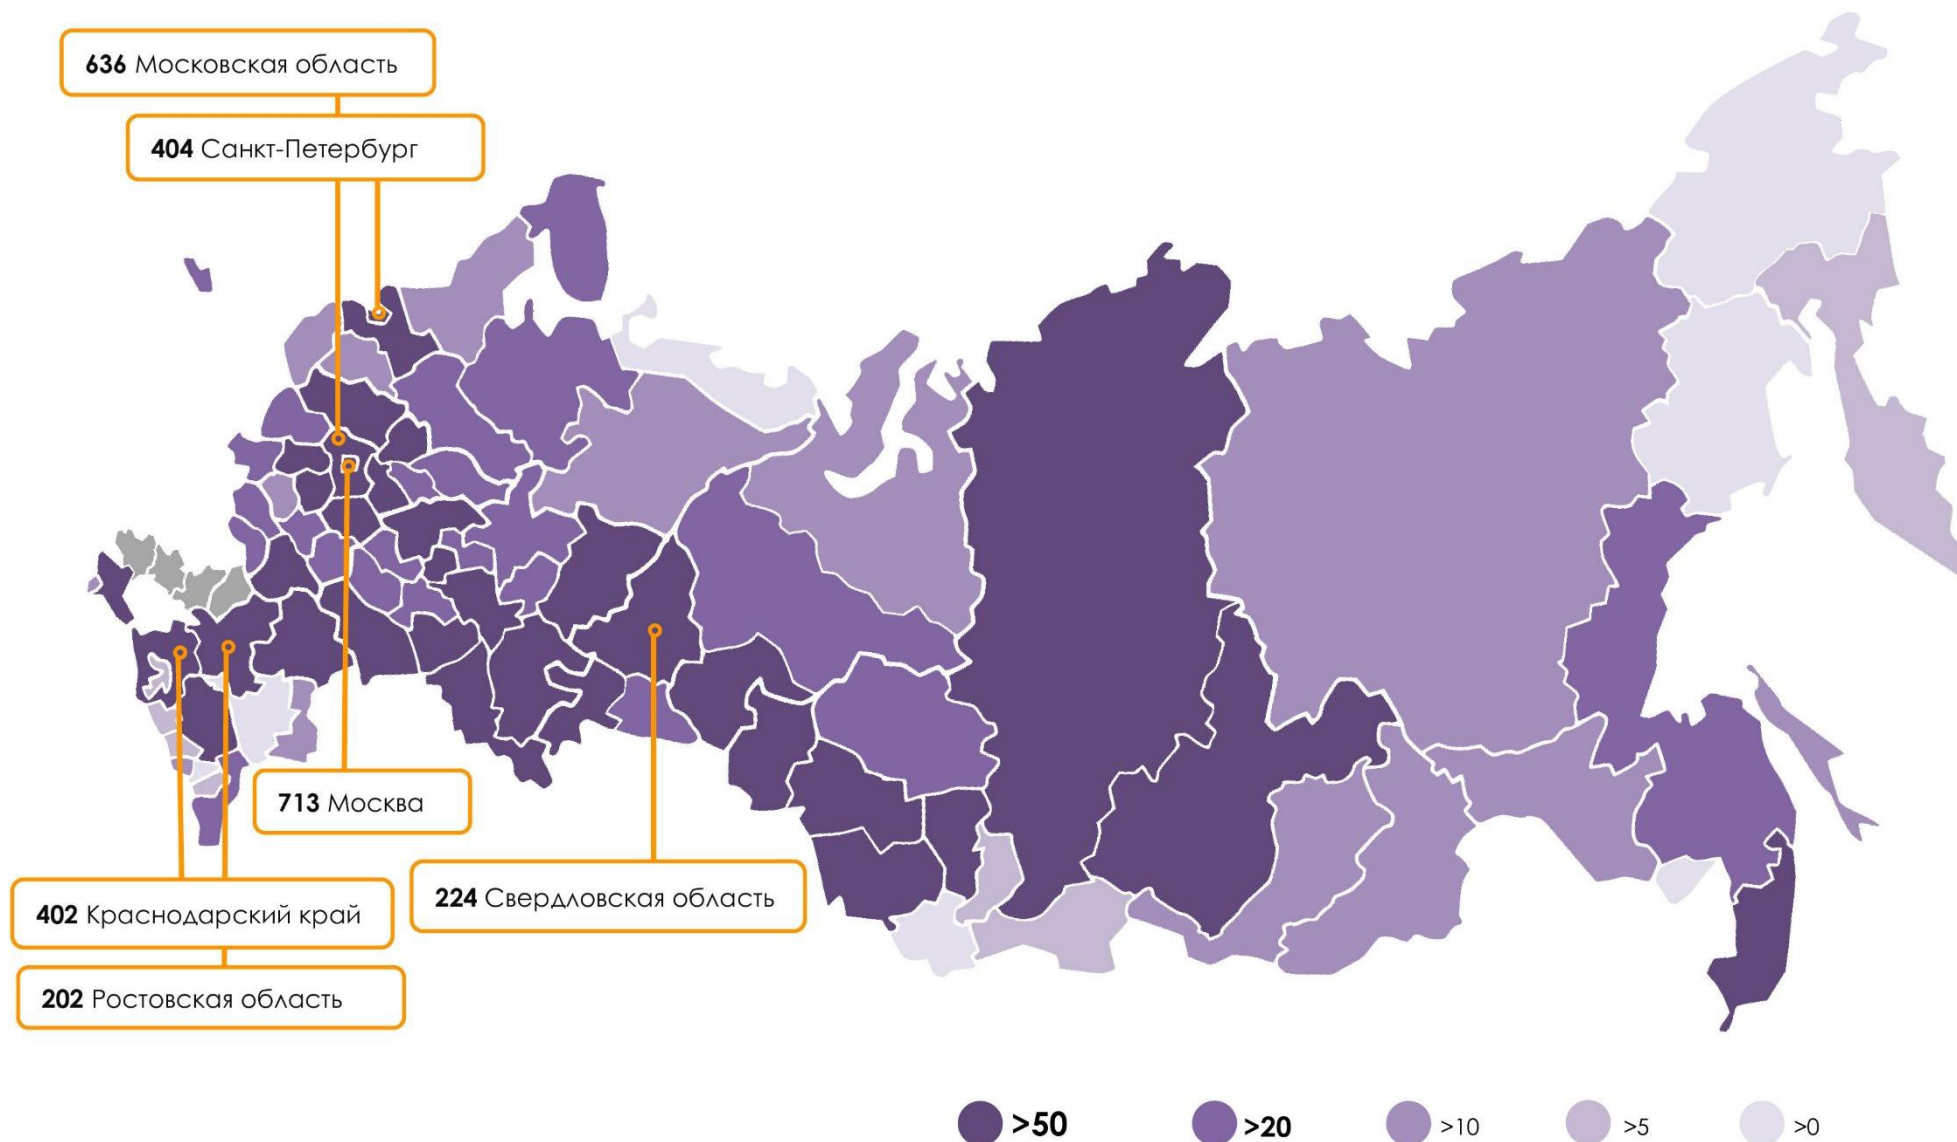 636 Московская область
404 Санкт-Петербург
713 Москва
402 Краснодарский край
224 Свердловская область
202 Ростовская область
>50 >20 >10 >5 >0